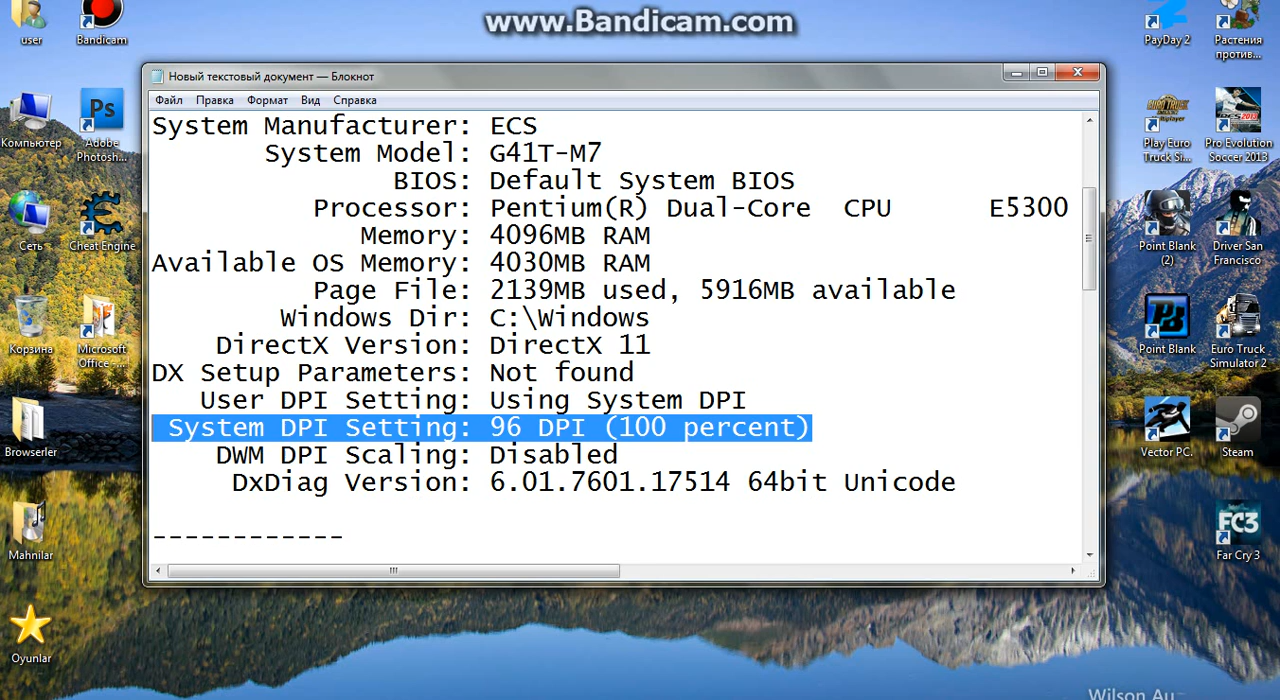 www.Bandicam.com
user
Bandicam
PayDay 2
Растения
против...
Новый текстовый документ — Блокнот
Файл Правка Формат Вид Справка
System Manufacturer: ECS
System Model: G41T-M7
BIOS: Default System BIOS
Processor: Pentium(R) Dual-Core CPU E5300
Memory: 4096MB RAM
Available OS Memory: 4030MB RAM
Page File: 2139MB used, 5916MB available
Windows Dir: C:\Windows
DirectX Version: DirectX 11
DX Setup Parameters: Not found
User DPI Setting: Using System DPI
System DPI Setting: 96 DPI (100 percent)
DWM DPI Scaling: Disabled
DxDiag Version: 6.01.7601.17514 64bit Unicode
------------
Ps
Компьютер
Adobe
Photosh...
Сеть
Cheat Engine
Корзина
Microsoft
Office -...
Browserler
Mahnilar
Oyunlar
Play Euro
Truck Si...
Pro Evolution
Soccer 2013
Point Blank
(2)
Driver San
Francisco
Point Blank
Euro Truck
Simulator 2
Vector PC.
Steam
FC3
Far Cry 3
Wilson Au